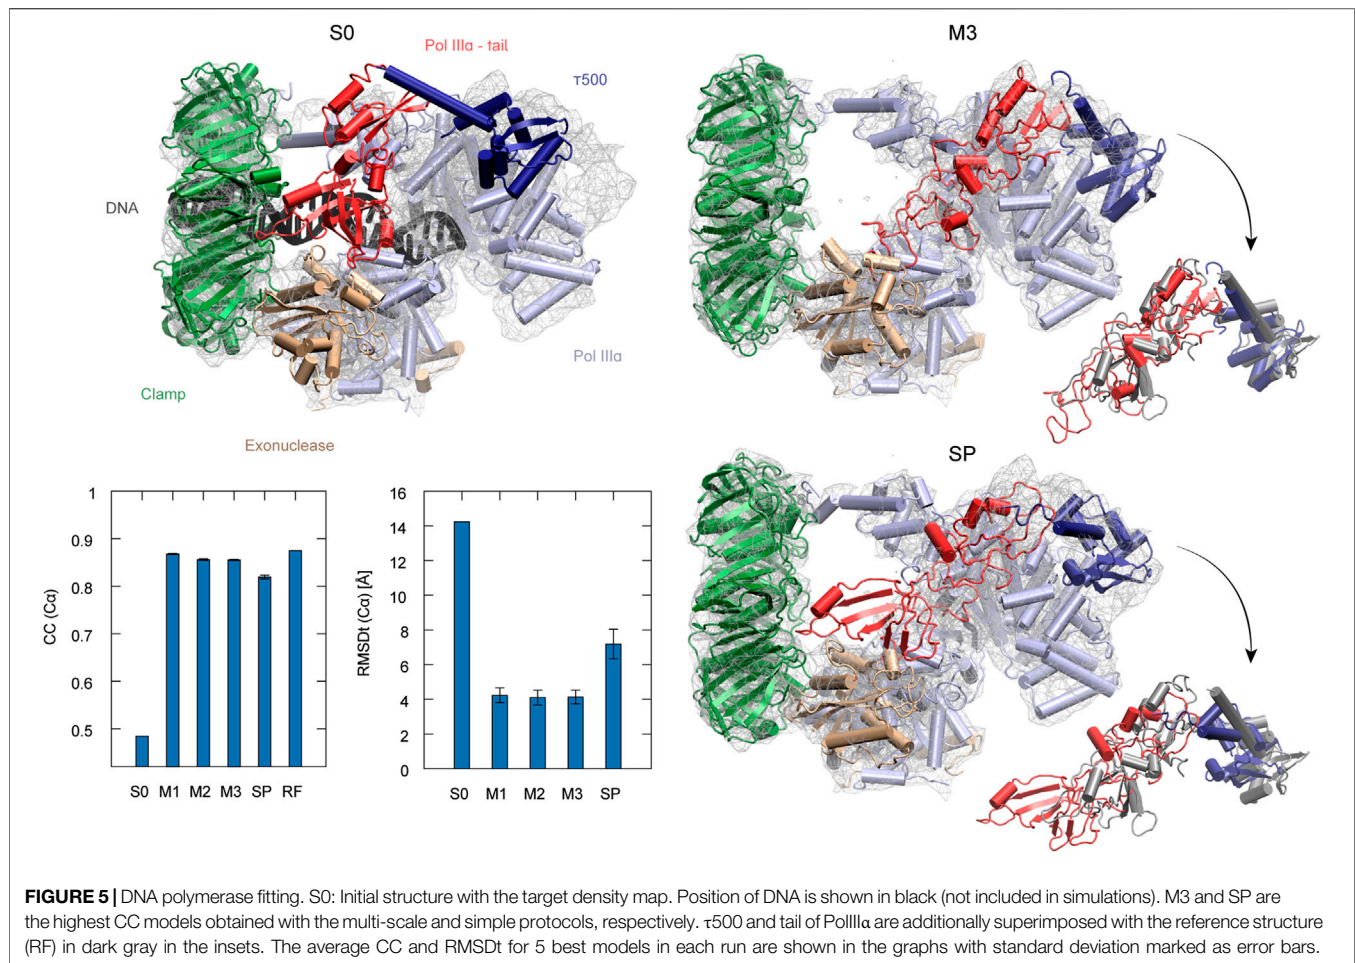 S0
Pol IIIα - tail
τ500
DNA
Pol IIIα
Clamp
Exonuclease
M3
SP
CC (Cα)
1
0.9
0.8
0.7
0.6
0.5
S0 M1 M2 M3 SP RF
RMSDt (Cα) [Å]
16
14
12
10
8
6
4
2
0
S0 M1 M2 M3 SP
FIGURE 5 | DNA polymerase fitting. S0: Initial structure with the target density map. Position of DNA is shown in black (not included in simulations). M3 and SP are
the highest CC models obtained with the multi-scale and simple protocols, respectively. τ500 and tail of PolIIIα are additionally superimposed with the reference structure
(RF) in dark gray in the insets. The average CC and RMSDt for 5 best models in each run are shown in the graphs with standard deviation marked as error bars.